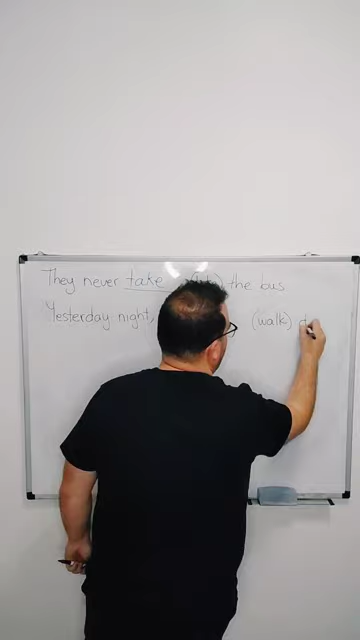 They never take the bus
Yesterday night, (walk) d